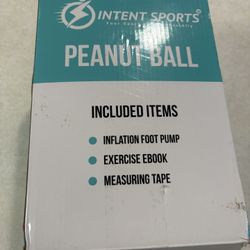 INTENT SPORTS
PEANUT BALL
INCLUDED ITEMS
INFLATION FOOT PUMP
EXERCISE EBOOK
MEASURING TAPE